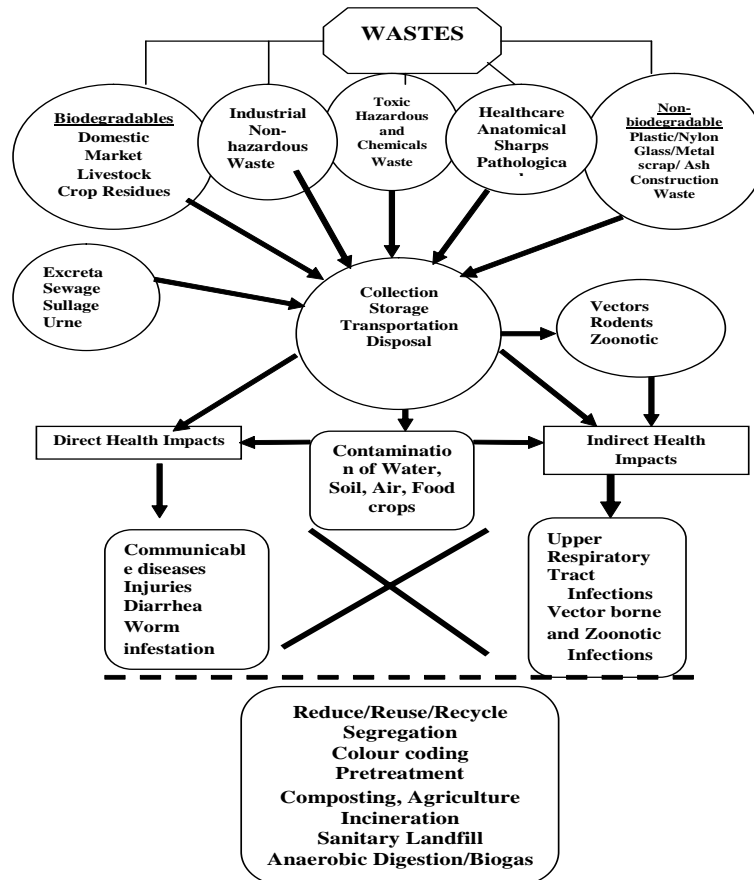 WASTES
Biodegradables
Domestic
Market
Livestock
Crop Residues
Industrial
Non-
hazardous
Waste
Toxic
Hazardous
and
Chemicals
Waste
Healthcare
Anatomical
Sharps
Pathologica
Non-
biodegradable
Plastic/Nylon
Glass/Metal
scrap/ Ash
Construction
Waste
Excreta
Sewage
Sullage
Urne
Collection
Storage
Transportation
Disposal
Vectors
Rodents
Zoonotic
Direct Health Impacts
Contaminatio
n of Water,
Soil, Air, Food
crops
Indirect Health
Impacts
Communicabl
e diseases
Injuries
Diarrhea
Worm
infestation
Upper
Respiratory
Tract
Infections
Vector borne
and Zoonotic
Infections
Reduce/Reuse/Recycle
Segregation
Colour coding
Pretreatment
Composting, Agriculture
Incineration
Sanitary Landfill
Anaerobic Digestion/Biogas